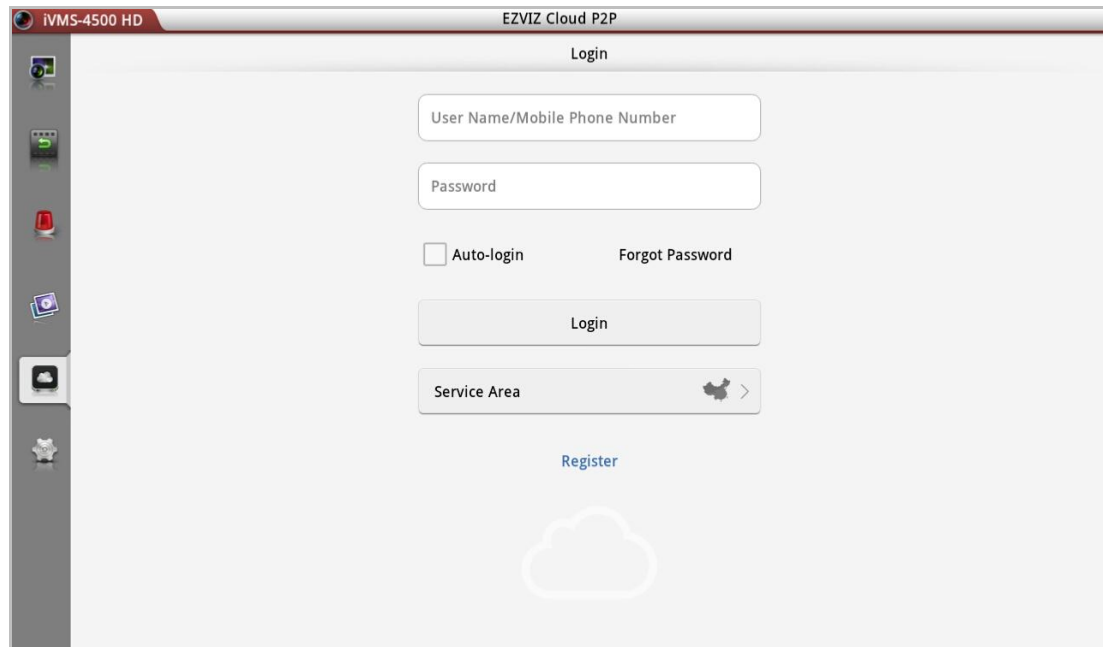 iVMS-4500 HD
EZVIZ Cloud P2P
Login
User Name/Mobile Phone Number
Password
Auto-login
Forgot Password
Login
Service Area
Register